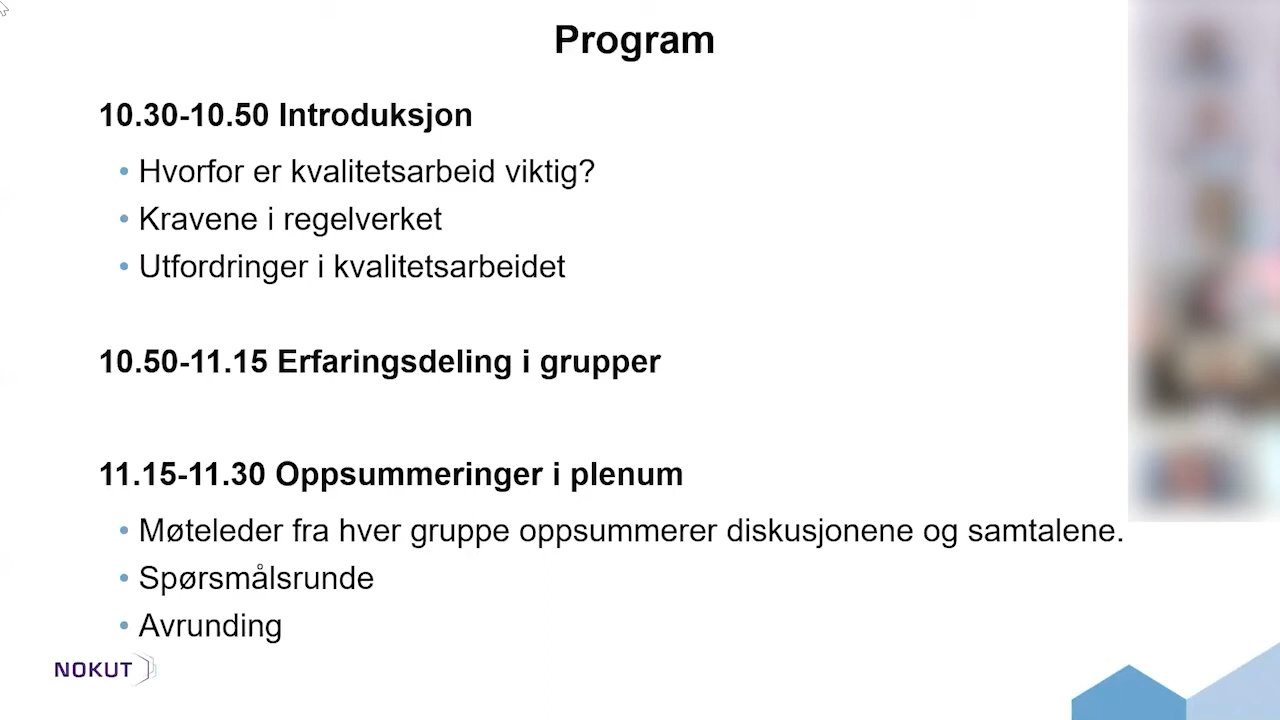 Program
10.30-10.50 Introduksjon
• Hvorfor er kvalitetsarbeid viktig?
• Kravene i regelverket
• Utfordringer i kvalitetsarbeidet
10.50-11.15 Erfaringsdeling i grupper
11.15-11.30 Oppsummeringer i plenum
• Møteleder fra hver gruppe oppsummerer diskusjonene og samtalene.
• Spørsmålsrunde
• Avrunding
NOKUT